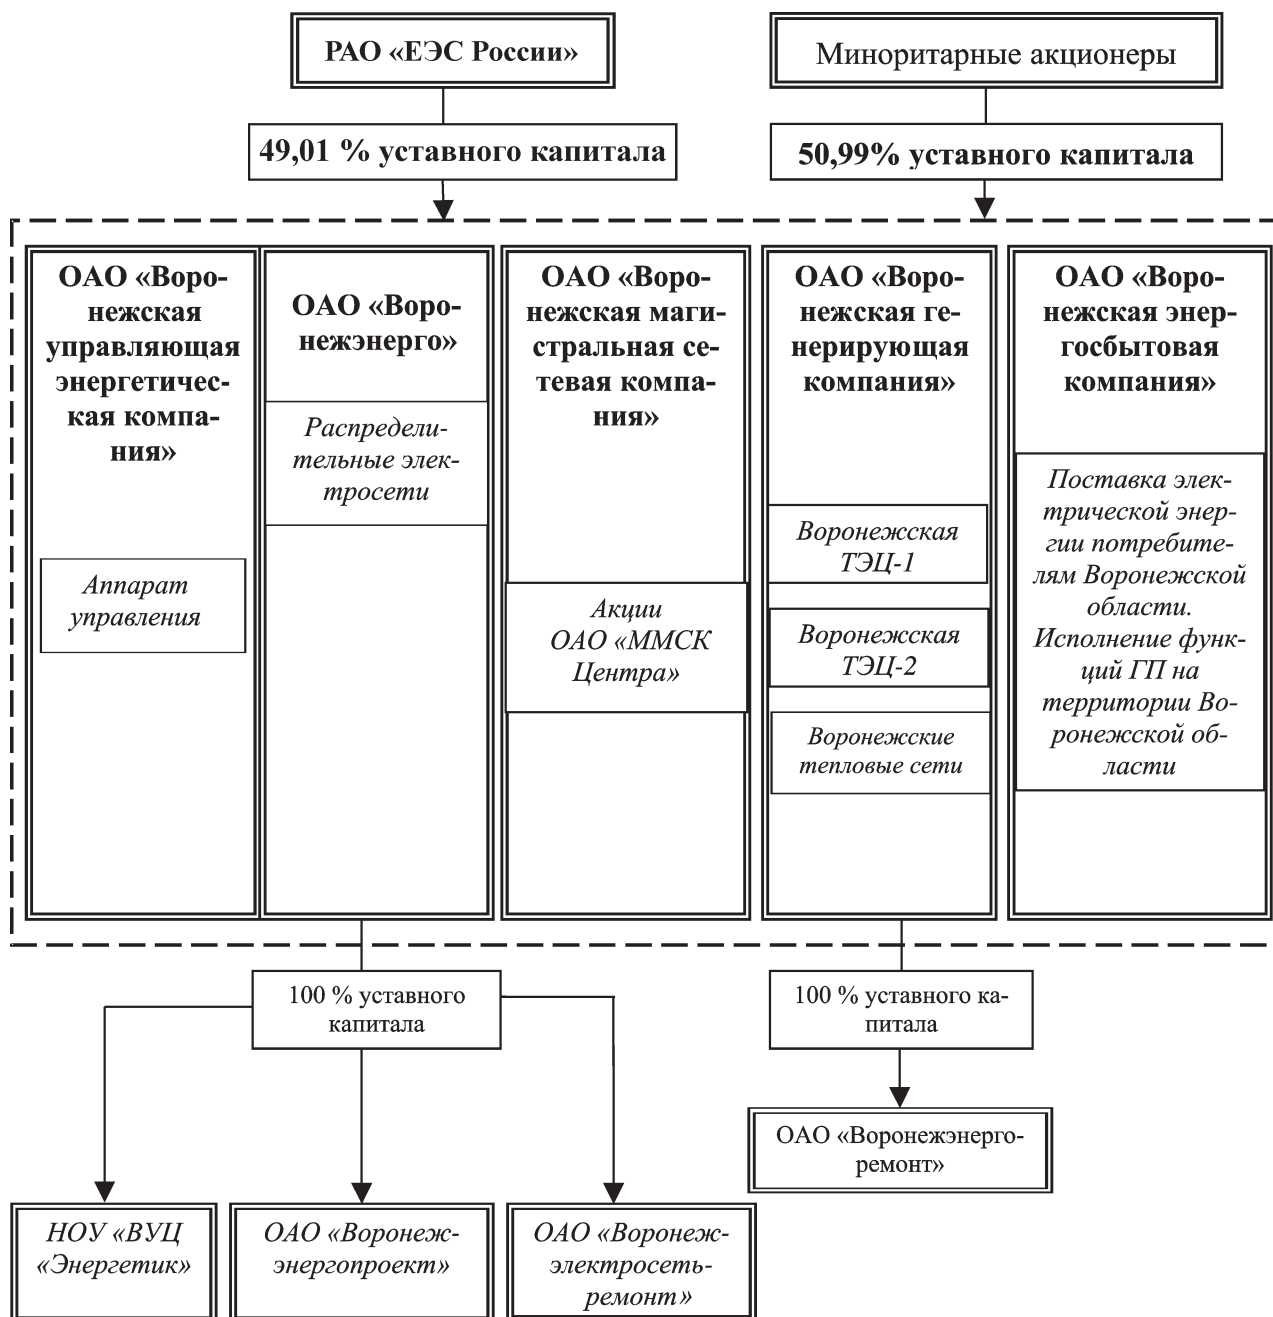 РАО «ЕЭС России»
Миноритарные акционеры
49,01 % уставного капитала
50,99% уставного капитала
ОАО «Воро-
нежская
управляющая
энергетичес-
кая компа-
ния»
Аппарат
управления
ОАО «Воро-
нежэнерго»
Распредели-
тельные элек-
тросети
ОАО «Воро-
нежская маги-
стральная се-
тевая компа-
ния»
Акции
ОАО «ММСК
Центра»
ОАО «Воро-
нежская ге-
нерирующая
компания»
Воронежская
ТЭЦ-1
Воронежская
ТЭЦ-2
Воронежские
тепловые сети
ОАО «Воро-
нежская энер-
госбытовая
компания»
Поставка элек-
трической энер-
гии потребите-
лям Воронежской
области.
Исполнение функ-
ций ГП на
территории Во-
ронежской об-
ласти
100 % уставного
капитала
100 % уставного ка-
питала
ОАО «Воронежэнерго-
ремонт»
НОУ «ВУЦ
«Энергетик»
ОАО «Воронеж-
энергопроект»
ОАО «Воронеж-
электросеть-
ремонт»